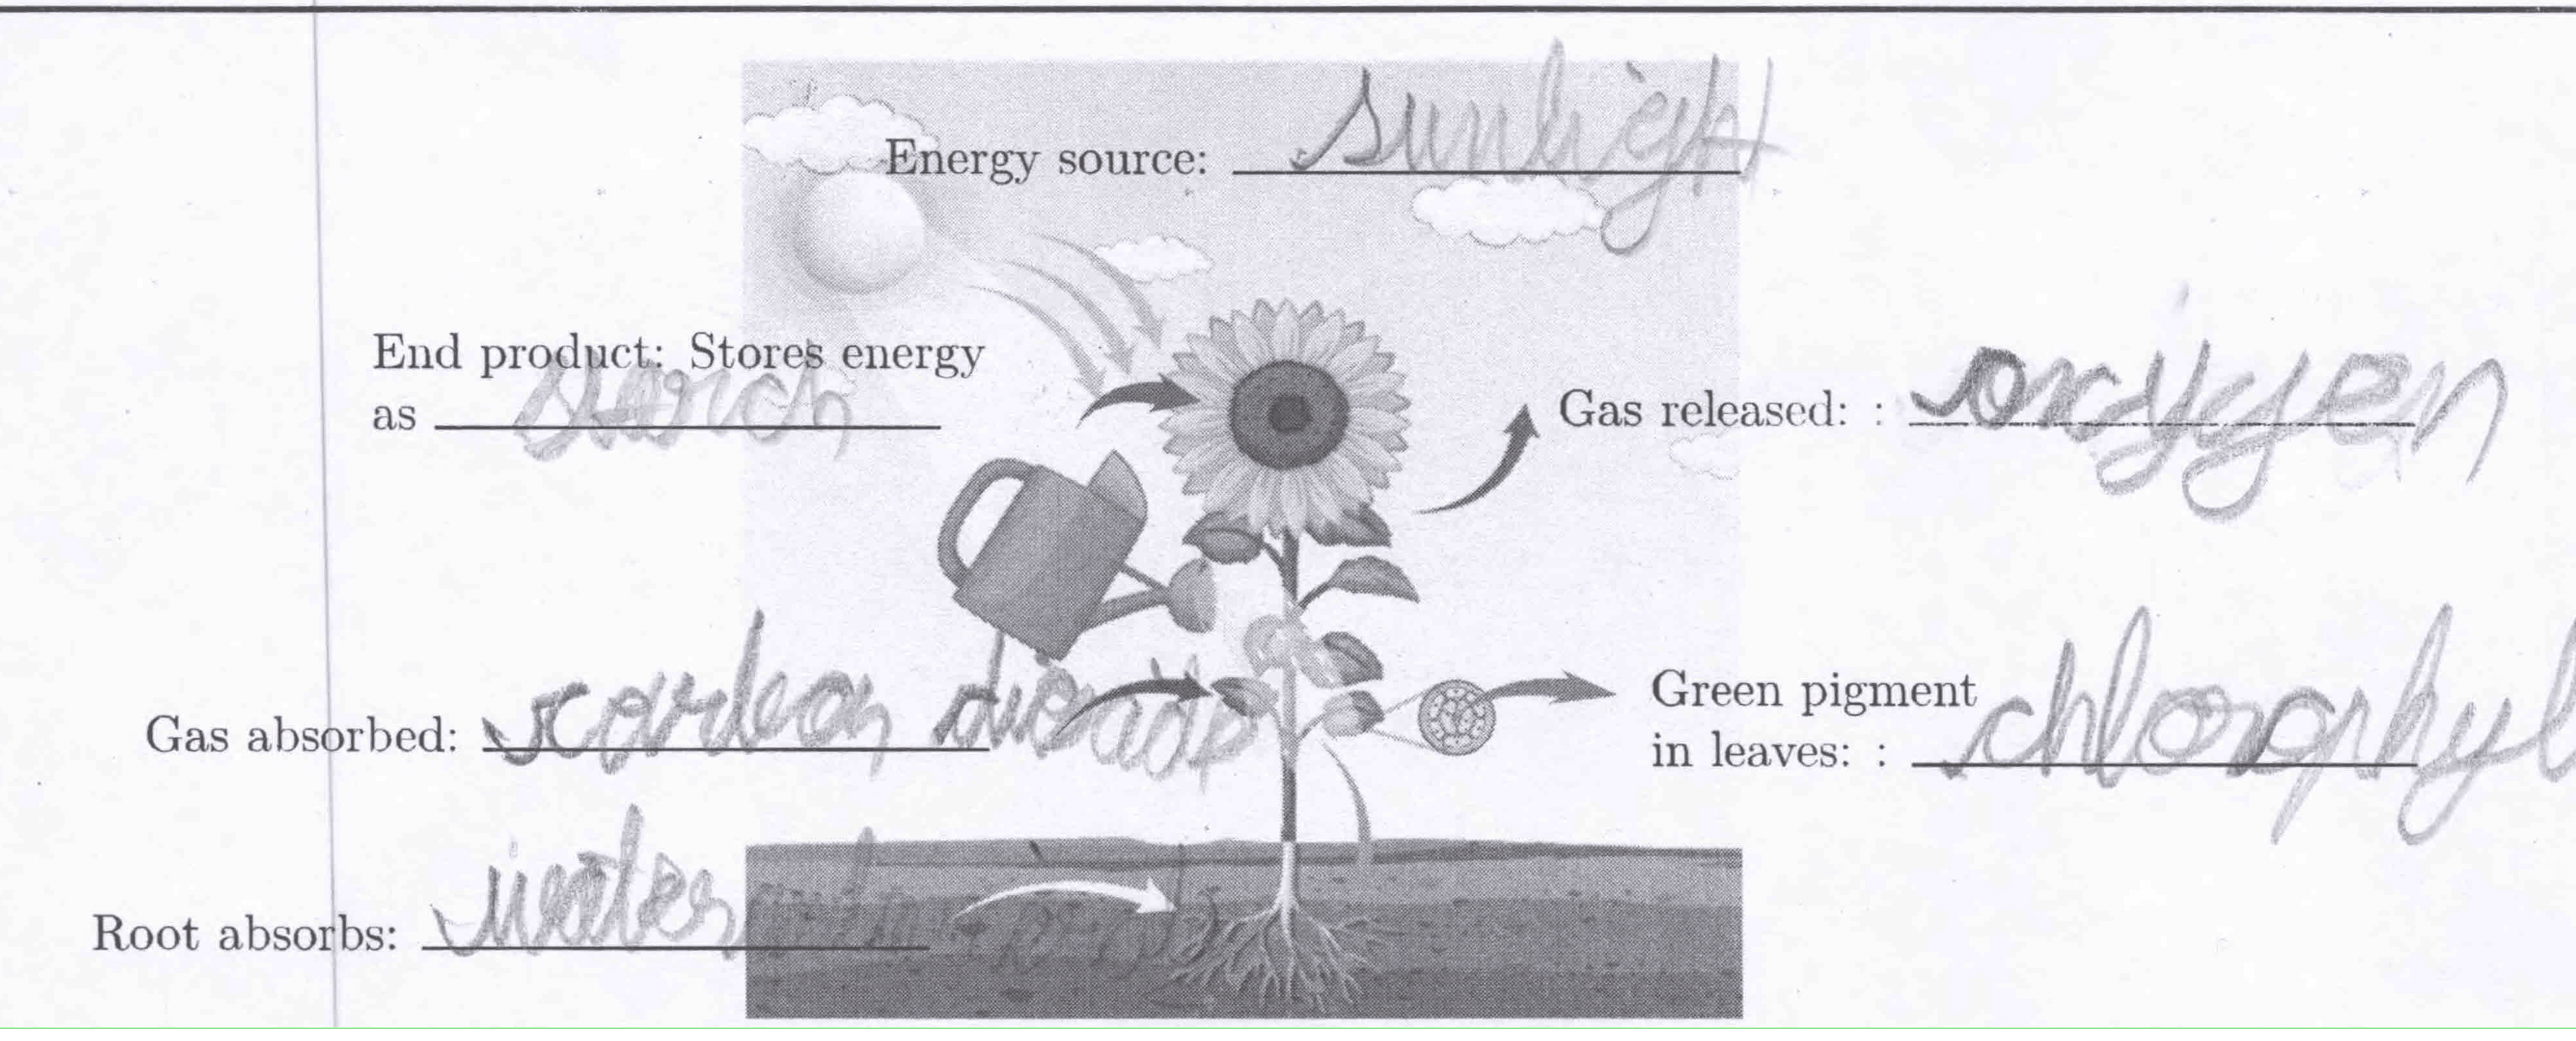 Energy source: sunlight
End product: Stores energy
as starch
Gas released: : oxijyen
Gas absorbed: carbon dioxide
Green pigment
in leaves: : chlorophyl
Root absorbs: water